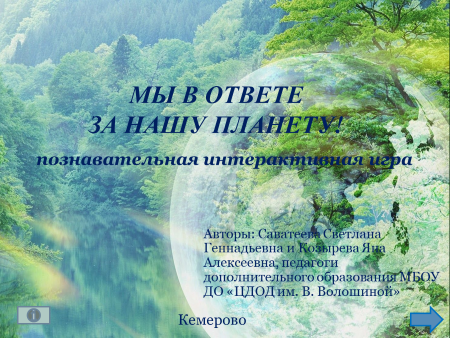 МЫ В ОТВЕТЕ
ЗА НАШУ ПЛАНЕТУ!
познавательная интерактивная игра
Авторы: Саватеева Светлана
Геннадьевна и Козырева Яна
Алексеевна, педагоги
дополнительного образования МБОУ
ДО «ЦДОД им. В. Волошиной»
Кемерово